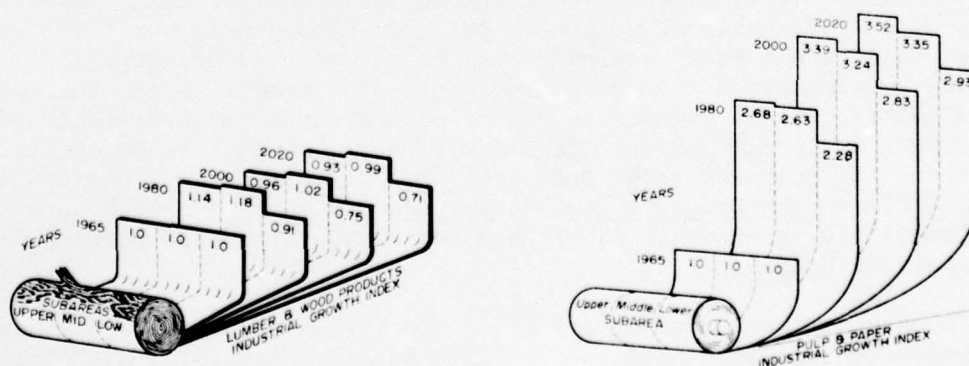 2020
0.93 0.99 0.71
2000
0.96 1.02 0.75
1980
1.14 1.18 0.91
YEARS
1965
1.0 1.0 1.0
SUBAREAS
UPPER MID LOW
LUMBER & WOOD PRODUCTS
INDUSTRIAL GROWTH INDEX
2020
3.52 3.35 2.93
2000
3.39 3.24 2.83
1980
2.68 2.63 2.28
YEARS
1965
1.0 1.0 1.0
Upper/Middle/Lower
SUBAREA
PULP & PAPER
INDUSTRIAL GROWTH INDEX